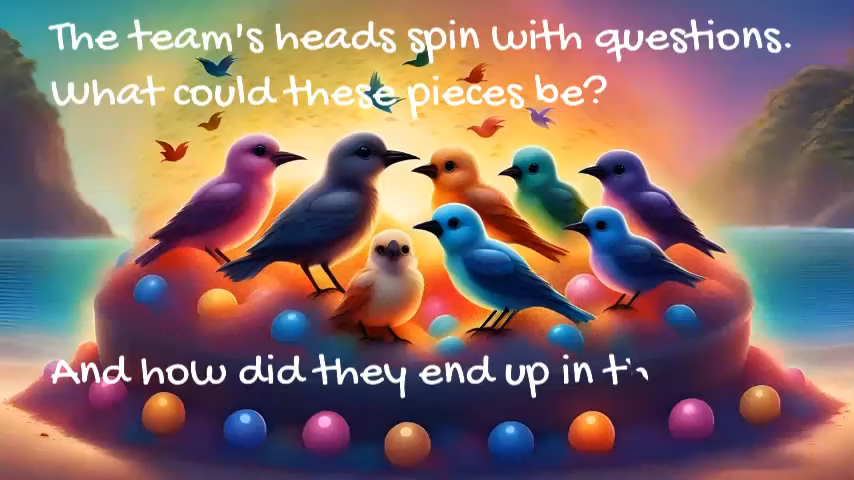 The team's heads spin with questions.
What could these pieces be?
And how did they end up in